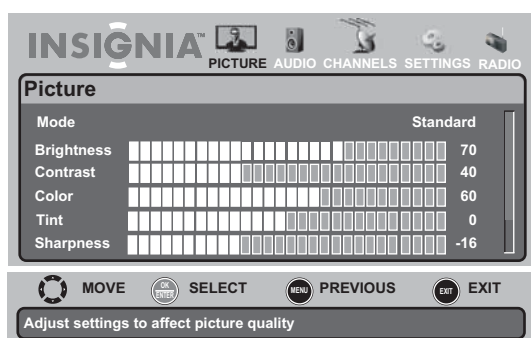 INSIGNIA™
PICTURE AUDIO CHANNELS SETTINGS RADIO
Picture
Mode Standard
Brightness 70
Contrast 40
Color 60
Tint 0
Sharpness -16
MOVE OK ENTER SELECT MENU PREVIOUS EXIT EXIT
Adjust settings to affect picture quality